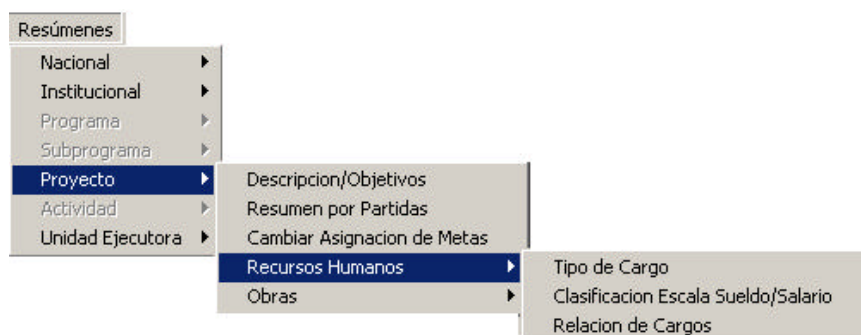 Resúmenes
Nacional
Institucional
Programa
Subprograma
Proyecto
Actividad
Unidad Ejecutora
Descripcion/Objetivos
Resumen por Partidas
Cambiar Asignacion de Metas
Recursos Humanos
Obras
Tipo de Cargo
Clasificacion Escala Sueldo/Salario
Relacion de Cargos